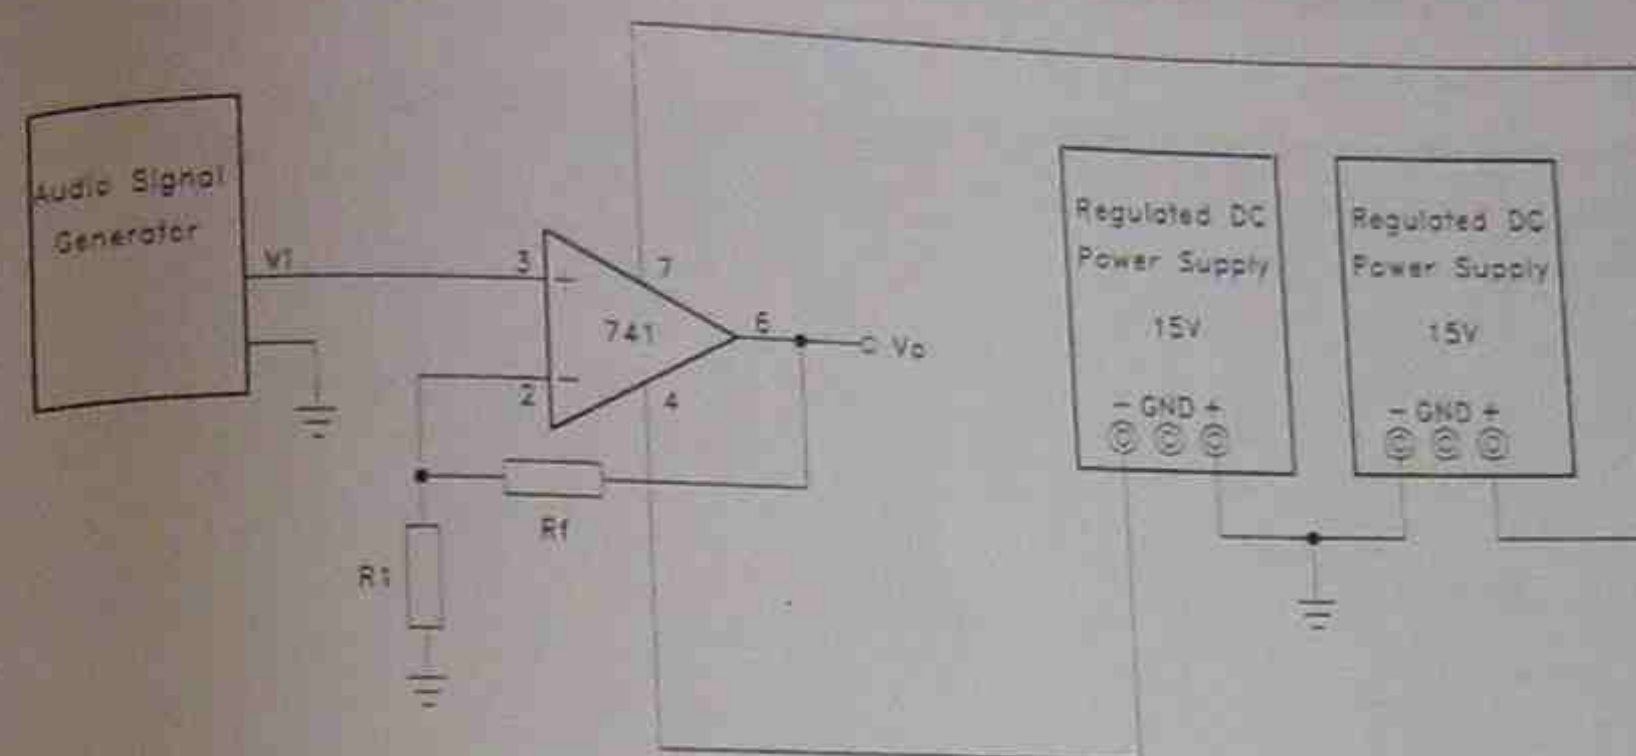 Audio Signal
Generator
Vi
3
7
741
6
Vo
2
4
Rf
Ri
Regulated DC
Power Supply
15V
- GND +
Regulated DC
Power Supply
15V
- GND +